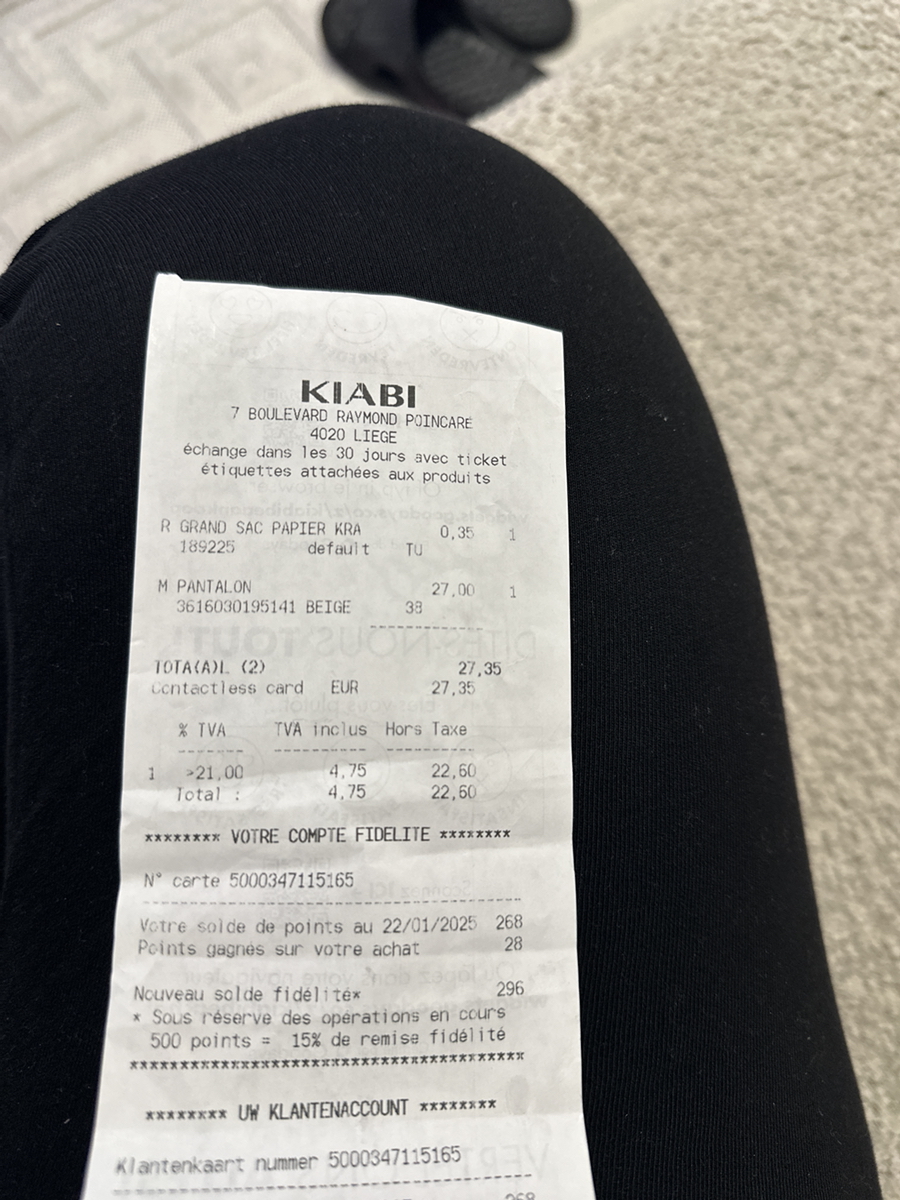 KIABI
7 BOULEVARD RAYMOND POINCARE
4020 LIEGE
échange dans les 30 jours avec ticket
étiquettes attachées aux produits
R GRAND SAC PAPIER KRA 0,35 1
189225 default TU
M PANTALON 27,00 1
3616030195141 BEIGE 38
TOTA(A)L (2) 27,35
Contactless card EUR 27,35
% TVA TVA inclus Hors Taxe
1 >21,00 4,75 22,60
Total : 4,75 22,60
******** VOTRE COMPTE FIDELITE ********
N° carte 5000347115165
Votre solde de points au 22/01/2025 268
Points gagnés sur votre achat 28
Nouveau solde fidélité* 296
* Sous réserve des opérations en cours
500 points = 15% de remise fidélité
******************************************
******** UW KLANTENACCOUNT ********
Klantenkaart nummer 5000347115165